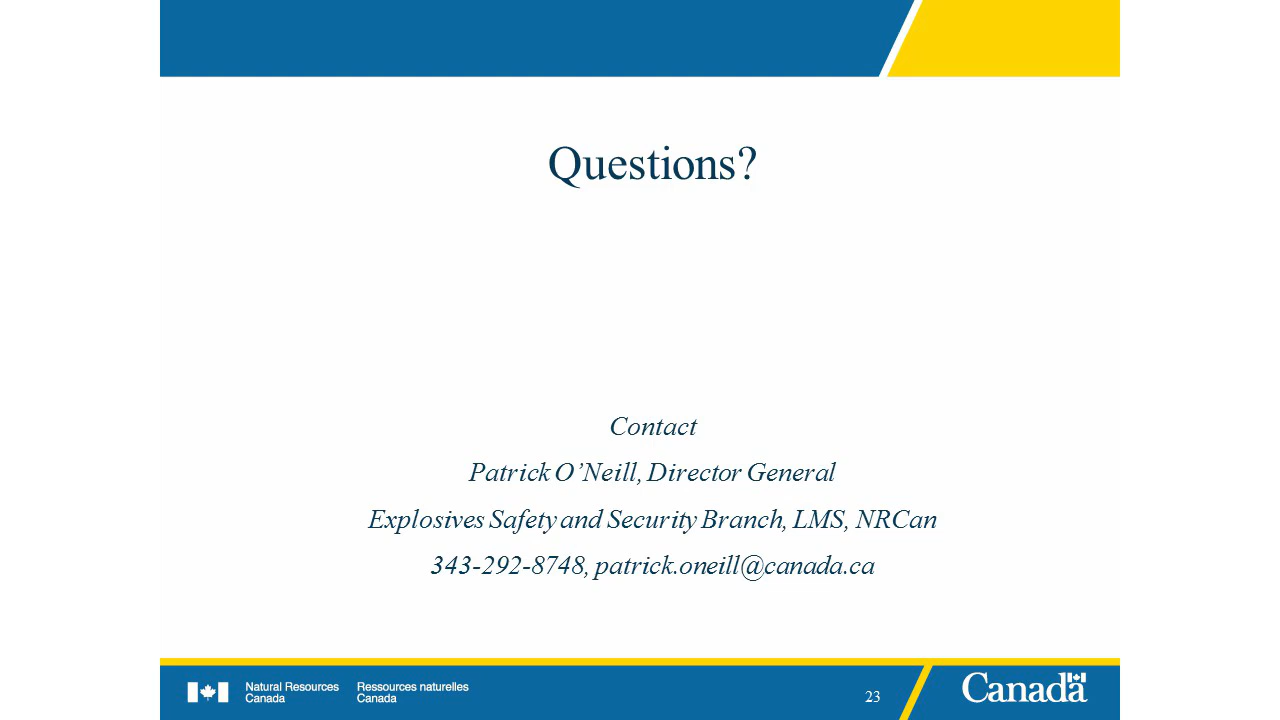 Questions?
Contact
Patrick O’Neill, Director General
Explosives Safety and Security Branch, LMS, NRCan
343-292-8748, patrick.oneill@canada.ca
Natural Resources Canada
Ressources naturelles Canada
23
Canada